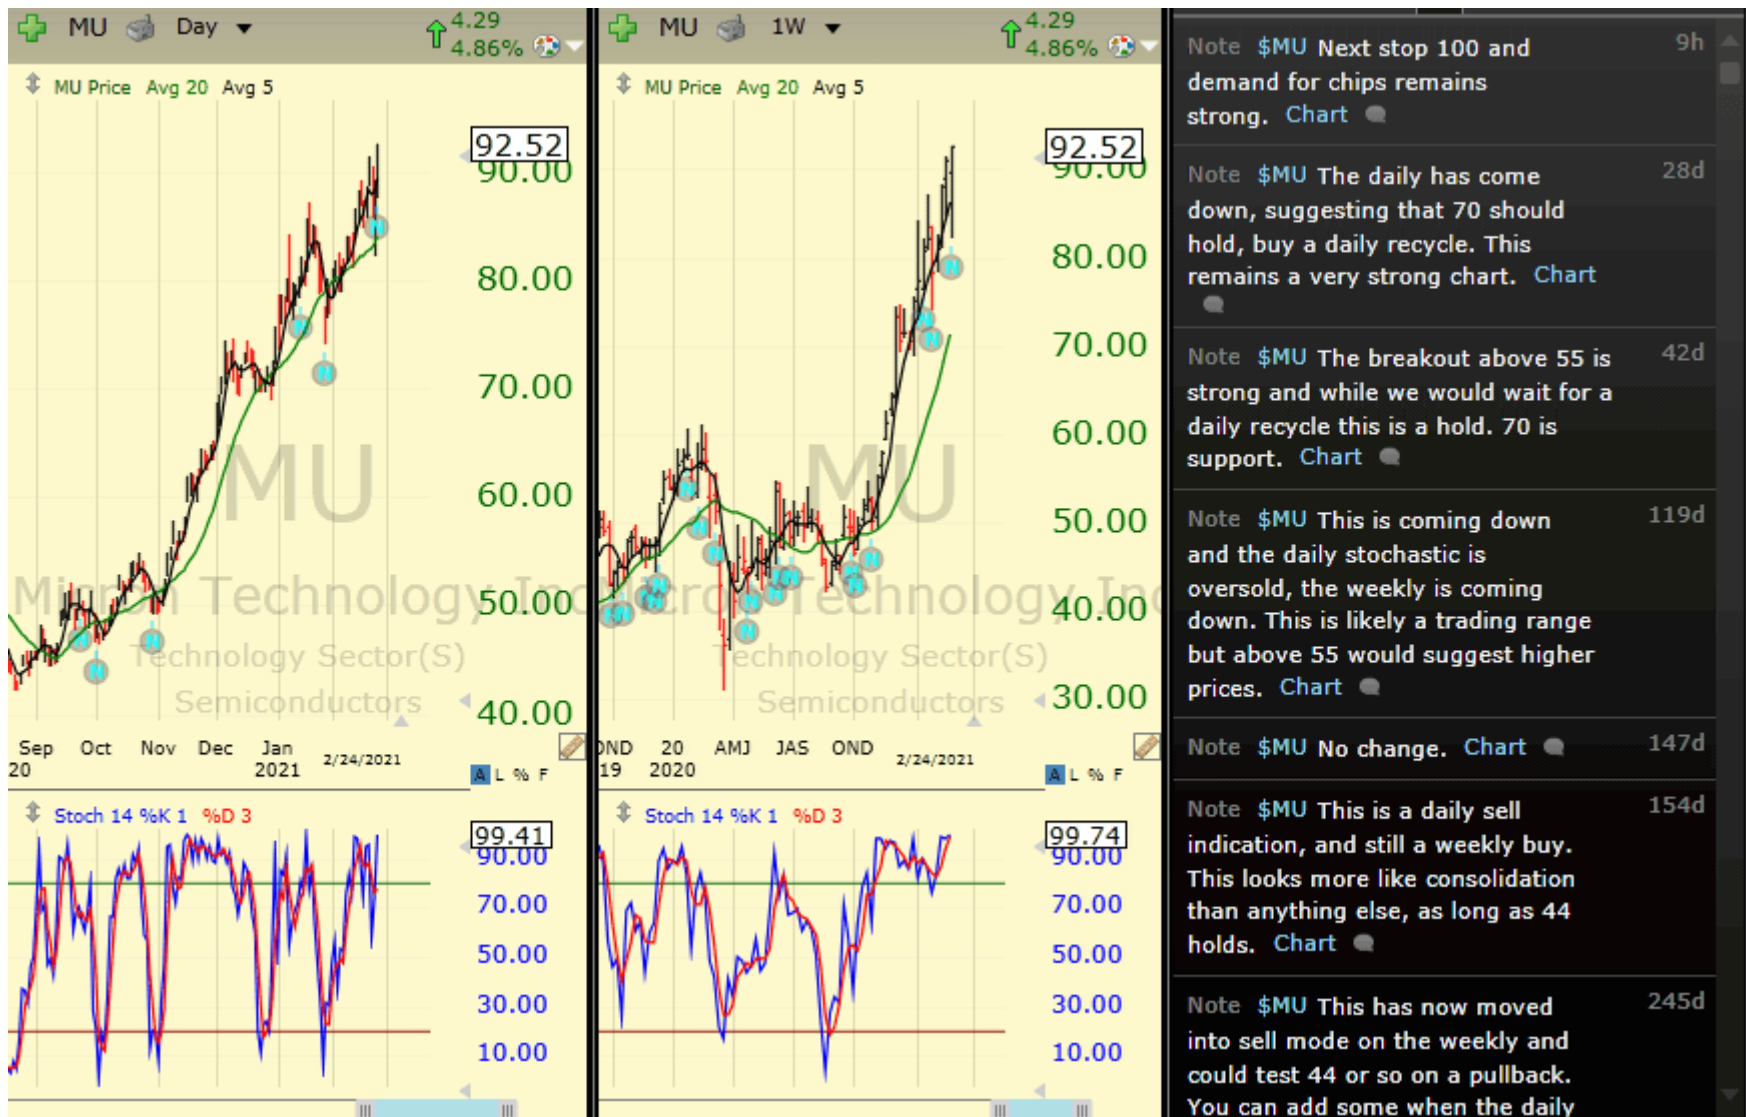 MU Day 4.29
4.86%
MU Price Avg 20 Avg 5
92.52
90.00
80.00
70.00
60.00
50.00
40.00
MU
Micron Technology Inc
Technology Sector(S)
Semiconductors
Sep Oct Nov Dec Jan 2/24/2021
20 2021
A L % F
Stoch 14 %K 1 %D 3
99.41
90.00
70.00
50.00
30.00
10.00
MU 1W 4.29
4.86%
MU Price Avg 20 Avg 5
92.52
90.00
80.00
70.00
60.00
50.00
40.00
30.00
MU
Micron Technology Inc
Technology Sector(S)
Semiconductors
OND 20 AMJ JAS OND 2/24/2021
19 2020
A L % F
Stoch 14 %K 1 %D 3
99.74
90.00
70.00
50.00
30.00
10.00
Note $MU Next stop 100 and 9h
demand for chips remains
strong. Chart
Note $MU The daily has come 28d
down, suggesting that 70 should
hold, buy a daily recycle. This
remains a very strong chart. Chart
Note $MU The breakout above 55 is 42d
strong and while we would wait for a
daily recycle this is a hold. 70 is
support. Chart
Note $MU This is coming down 119d
and the daily stochastic is
oversold, the weekly is coming
down. This is likely a trading range
but above 55 would suggest higher
prices. Chart
Note $MU No change. Chart 147d
Note $MU This is a daily sell 154d
indication, and still a weekly buy.
This looks more like consolidation
than anything else, as long as 44
holds. Chart
Note $MU This has now moved 245d
into sell mode on the weekly and
could test 44 or so on a pullback.
You can add some when the daily